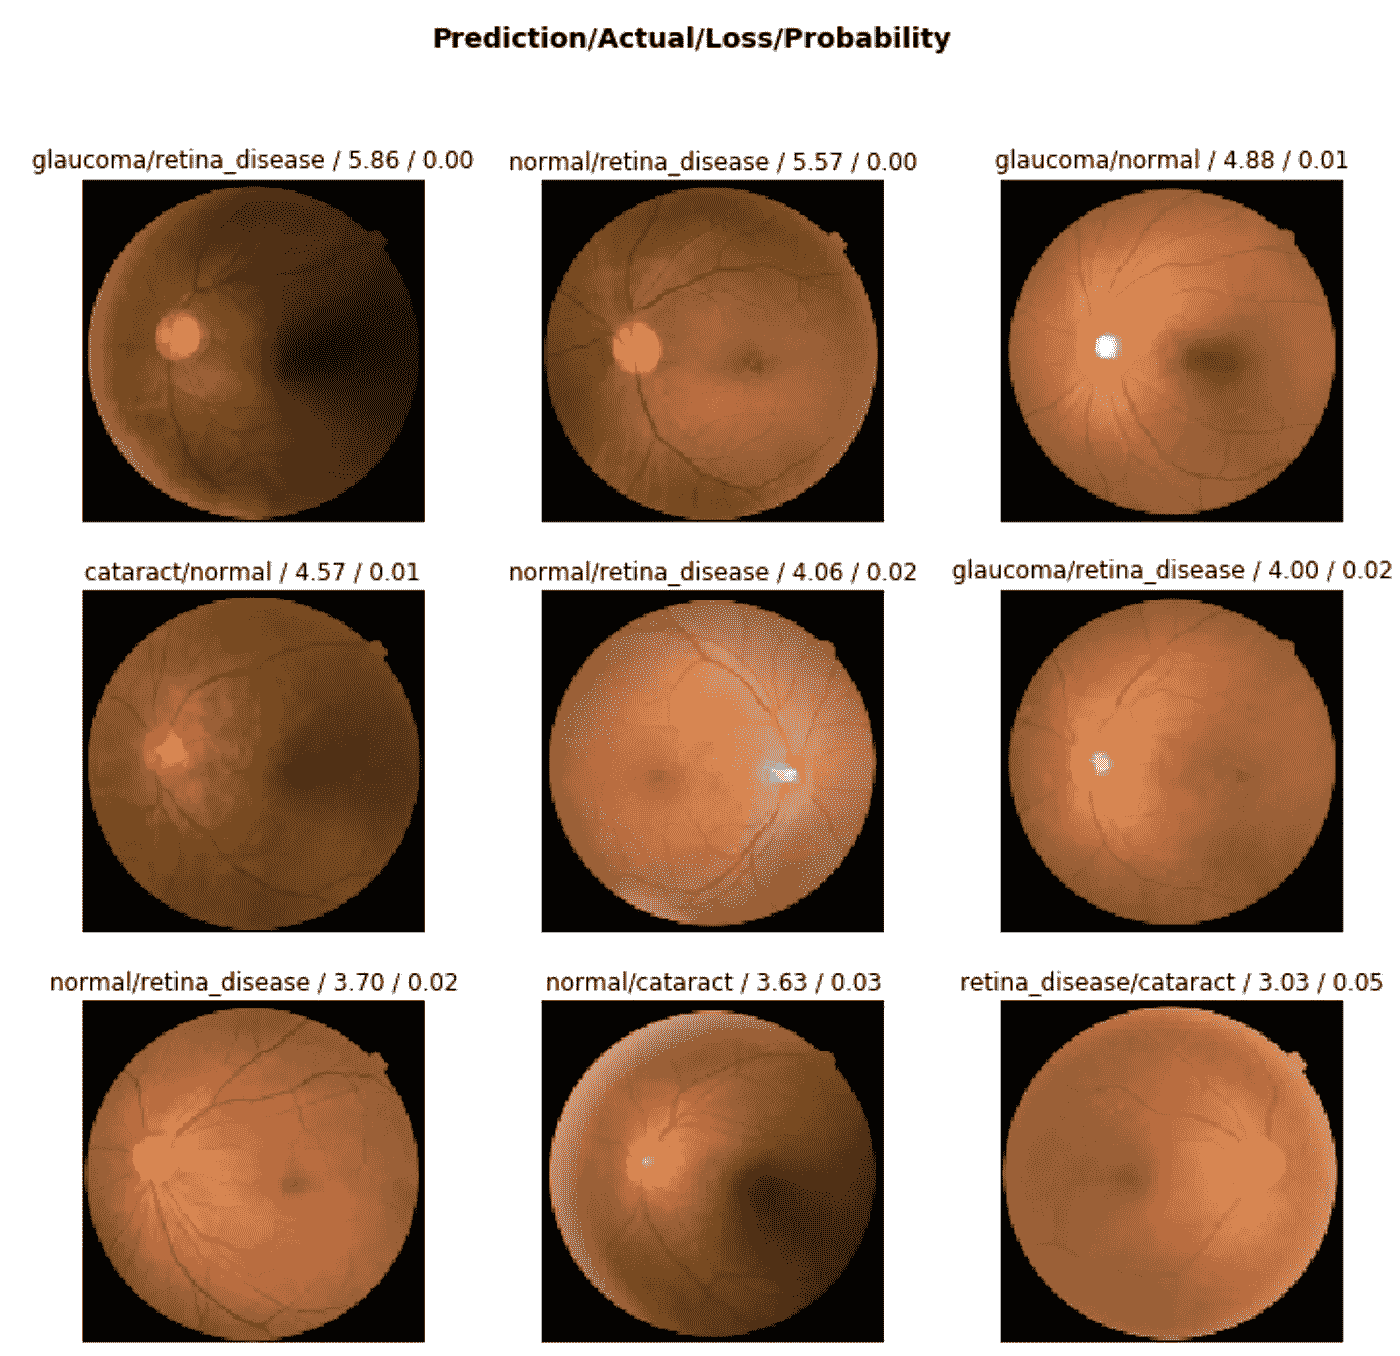 Prediction/Actual/Loss/Probability
glaucoma/retina_disease / 5.86 / 0.00
normal/retina_disease / 5.57 / 0.00
glaucoma/normal / 4.88 / 0.01
cataract/normal / 4.57 / 0.01
normal/retina_disease / 4.06 / 0.02
glaucoma/retina_disease / 4.00 / 0.02
normal/retina_disease / 3.70 / 0.02
normal/cataract / 3.63 / 0.03
retina_disease/cataract / 3.03 / 0.05